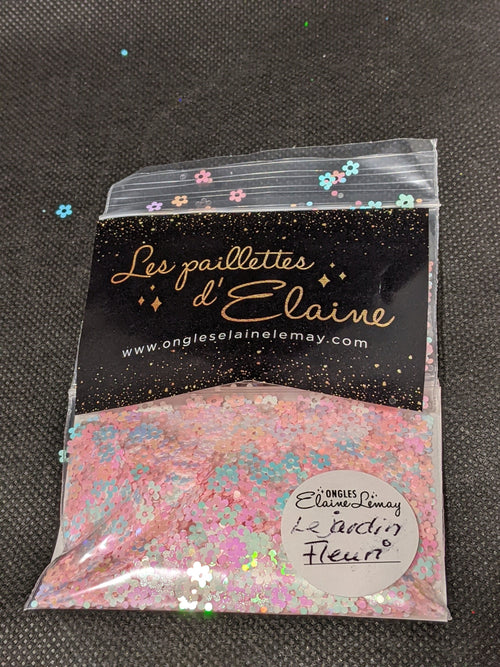 Les paillettes
d'Elaine
www.ongleselainelemay.com
ONGLES
Elaine Lemay
Le jardin
Fleuri